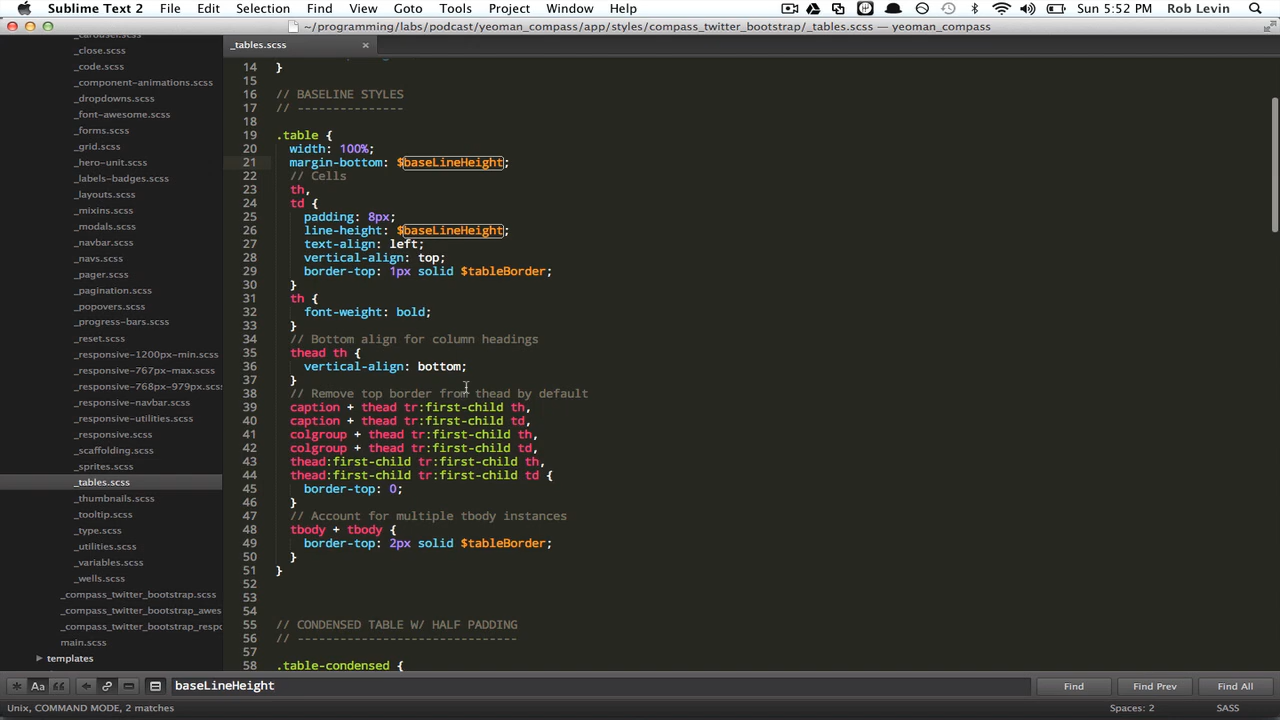 Sublime Text 2 File Edit Selection Find View Goto Tools Project Window Help Sun 5:52 PM Rob Levin
~/programming/labs/podcast/yeoman_compass/app/styles/compass_twitter_bootstrap/_tables.scss — yeoman_compass
_carousel.scss
_close.scss
_code.scss
_component-animations.scss
_dropdowns.scss
_font-awesome.scss
_forms.scss
_grid.scss
_hero-unit.scss
_labels-badges.scss
_layouts.scss
_mixins.scss
_modals.scss
_navbar.scss
_navs.scss
_pager.scss
_pagination.scss
_popovers.scss
_progress-bars.scss
_reset.scss
_responsive-1200px-min.scss
_responsive-767px-max.scss
_responsive-768px-979px.scss
_responsive-navbar.scss
_responsive-utilities.scss
_responsive.scss
_scaffolding.scss
_sprites.scss
_tables.scss
_thumbnails.scss
_tooltip.scss
_type.scss
_utilities.scss
_variables.scss
_wells.scss
_compass_twitter_bootstrap.scss
_compass_twitter_bootstrap_awes
_compass_twitter_bootstrap_respo
main.scss
templates
_tables.scss ×
14 }
15
16 // BASELINE STYLES
17 // ---------------
18
19 .table {
20 width: 100%;
21 margin-bottom: $baseLineHeight;
22 // Cells
23 th,
24 td {
25 padding: 8px;
26 line-height: $baseLineHeight;
27 text-align: left;
28 vertical-align: top;
29 border-top: 1px solid $tableBorder;
30 }
31 th {
32 font-weight: bold;
33 }
34 // Bottom align for column headings
35 thead th {
36 vertical-align: bottom;
37 }
38 // Remove top border from thead by default
39 caption + thead tr:first-child th,
40 caption + thead tr:first-child td,
41 colgroup + thead tr:first-child th,
42 colgroup + thead tr:first-child td,
43 thead:first-child tr:first-child th,
44 thead:first-child tr:first-child td {
45 border-top: 0;
46 }
47 // Account for multiple tbody instances
48 tbody + tbody {
49 border-top: 2px solid $tableBorder;
50 }
51 }
52
53
54
55 // CONDENSED TABLE W/ HALF PADDING
56 // -------------------------------
57
58 .table-condensed {
Aa baseLineHeight Find Find Prev Find All
Unix, COMMAND MODE, 2 matches Spaces: 2 SASS